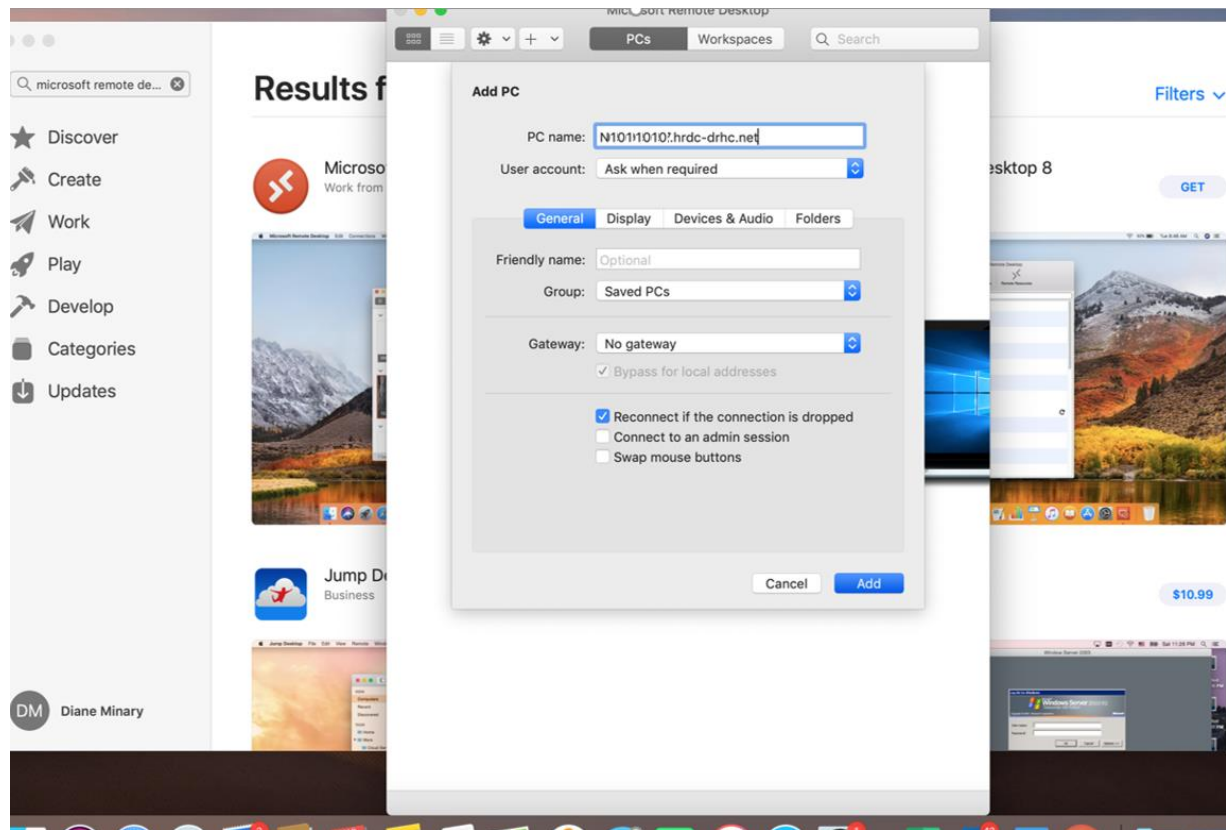 Microsoft Remote Desktop
PCs
Workspaces
Search
microsoft remote de...
Results f
Filters
Add PC
PC name:
.hrdc-drhc.net
User account:
Ask when required
Discover
Create
Work
Play
Develop
Categories
Updates
Microso
Work from
esktop 8
GET
General
Display
Devices & Audio
Folders
Friendly name:
Optional
Group:
Saved PCs
Gateway:
No gateway
Bypass for local addresses
Reconnect if the connection is dropped
Connect to an admin session
Swap mouse buttons
Cancel
Add
Jump De
Business
$10.99
DM
Diane Minary